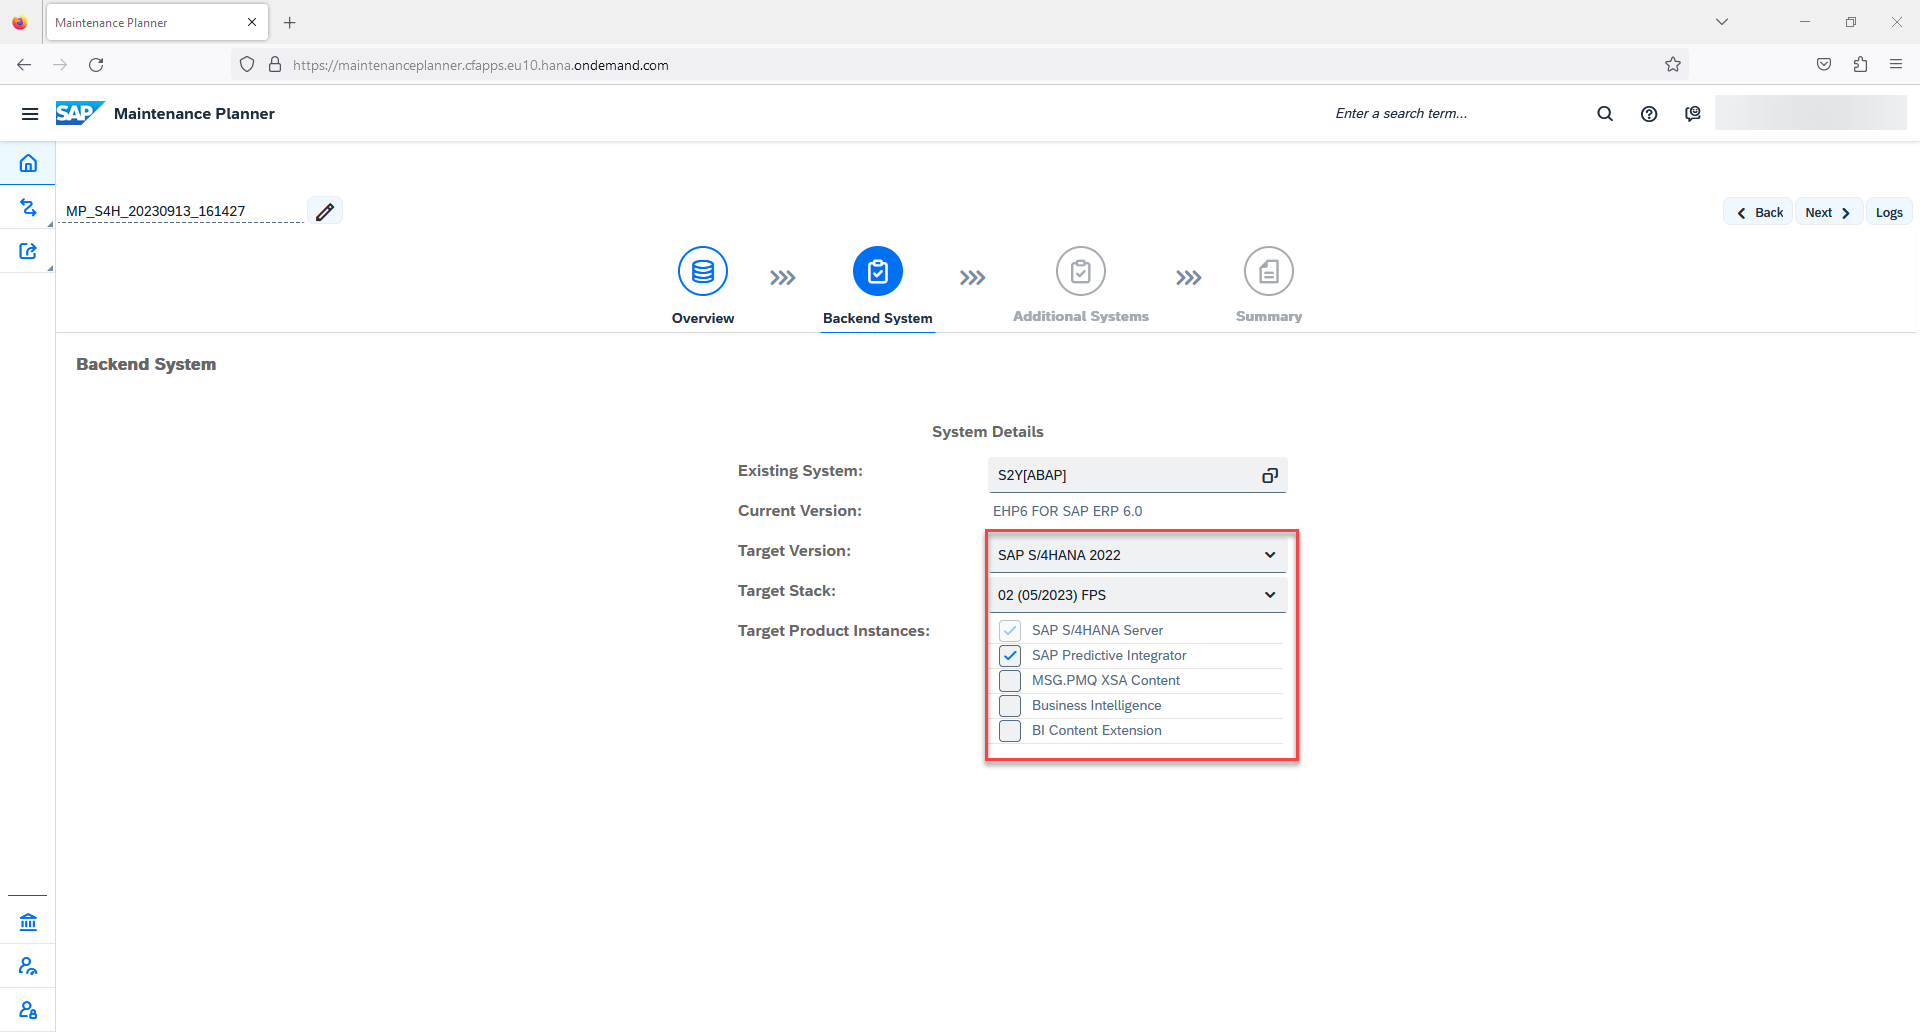 Maintenance Planner
https://maintenanceplanner.cfapps.eu10.hana.ondemand.com
SAP Maintenance Planner
Enter a search term...
MP_S4H_20230913_161427
Back Next Logs
Overview Backend System Additional Systems Summary
Backend System
System Details
Existing System: S2Y[ABAP]
Current Version: EHP6 FOR SAP ERP 6.0
Target Version: SAP S/4HANA 2022
Target Stack: 02 (05/2023) FPS
Target Product Instances: SAP S/4HANA Server
SAP Predictive Integrator
MSG.PMQ XSA Content
Business Intelligence
BI Content Extension